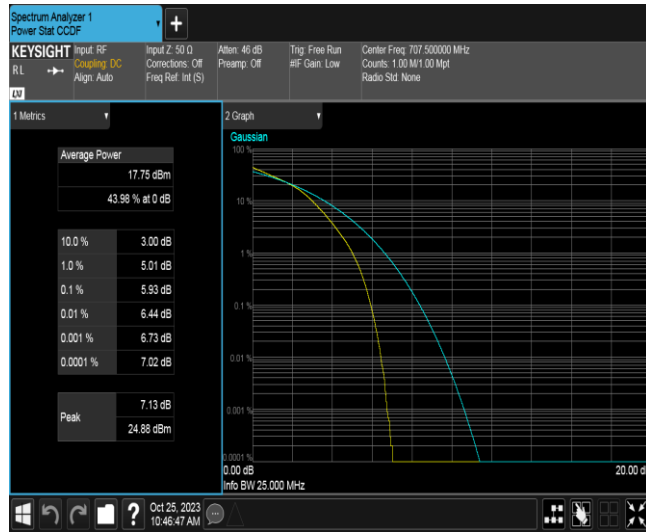 Spectrum Analyzer 1
Power Stat CCDF
+
KEYSIGHT
RL
LXI
Input: RF
Coupling: DC
Align: Auto
Input Z: 50 Ω
Corrections: Off
Freq Ref: Int (S)
Atten: 46 dB
Preamp: Off
Trig: Free Run
#IF Gain: Low
Center Freq: 707.500000 MHz
Counts: 1.00 M/1.00 Mpt
Radio Std: None
1 Metrics
Average Power
17.75 dBm
43.98 % at 0 dB
10.0 % 3.00 dB
1.0 % 5.01 dB
0.1 % 5.93 dB
0.01 % 6.44 dB
0.001 % 6.73 dB
0.0001 % 7.02 dB
Peak
7.13 dB
24.88 dBm
2 Graph
Gaussian
100 %
10 %
1 %
0.1 %
0.01 %
0.001 %
0.0001 %
0.00 dB
20.00 d
Info BW 25.000 MHz
?
Oct 25, 2023
10:46:47 AM